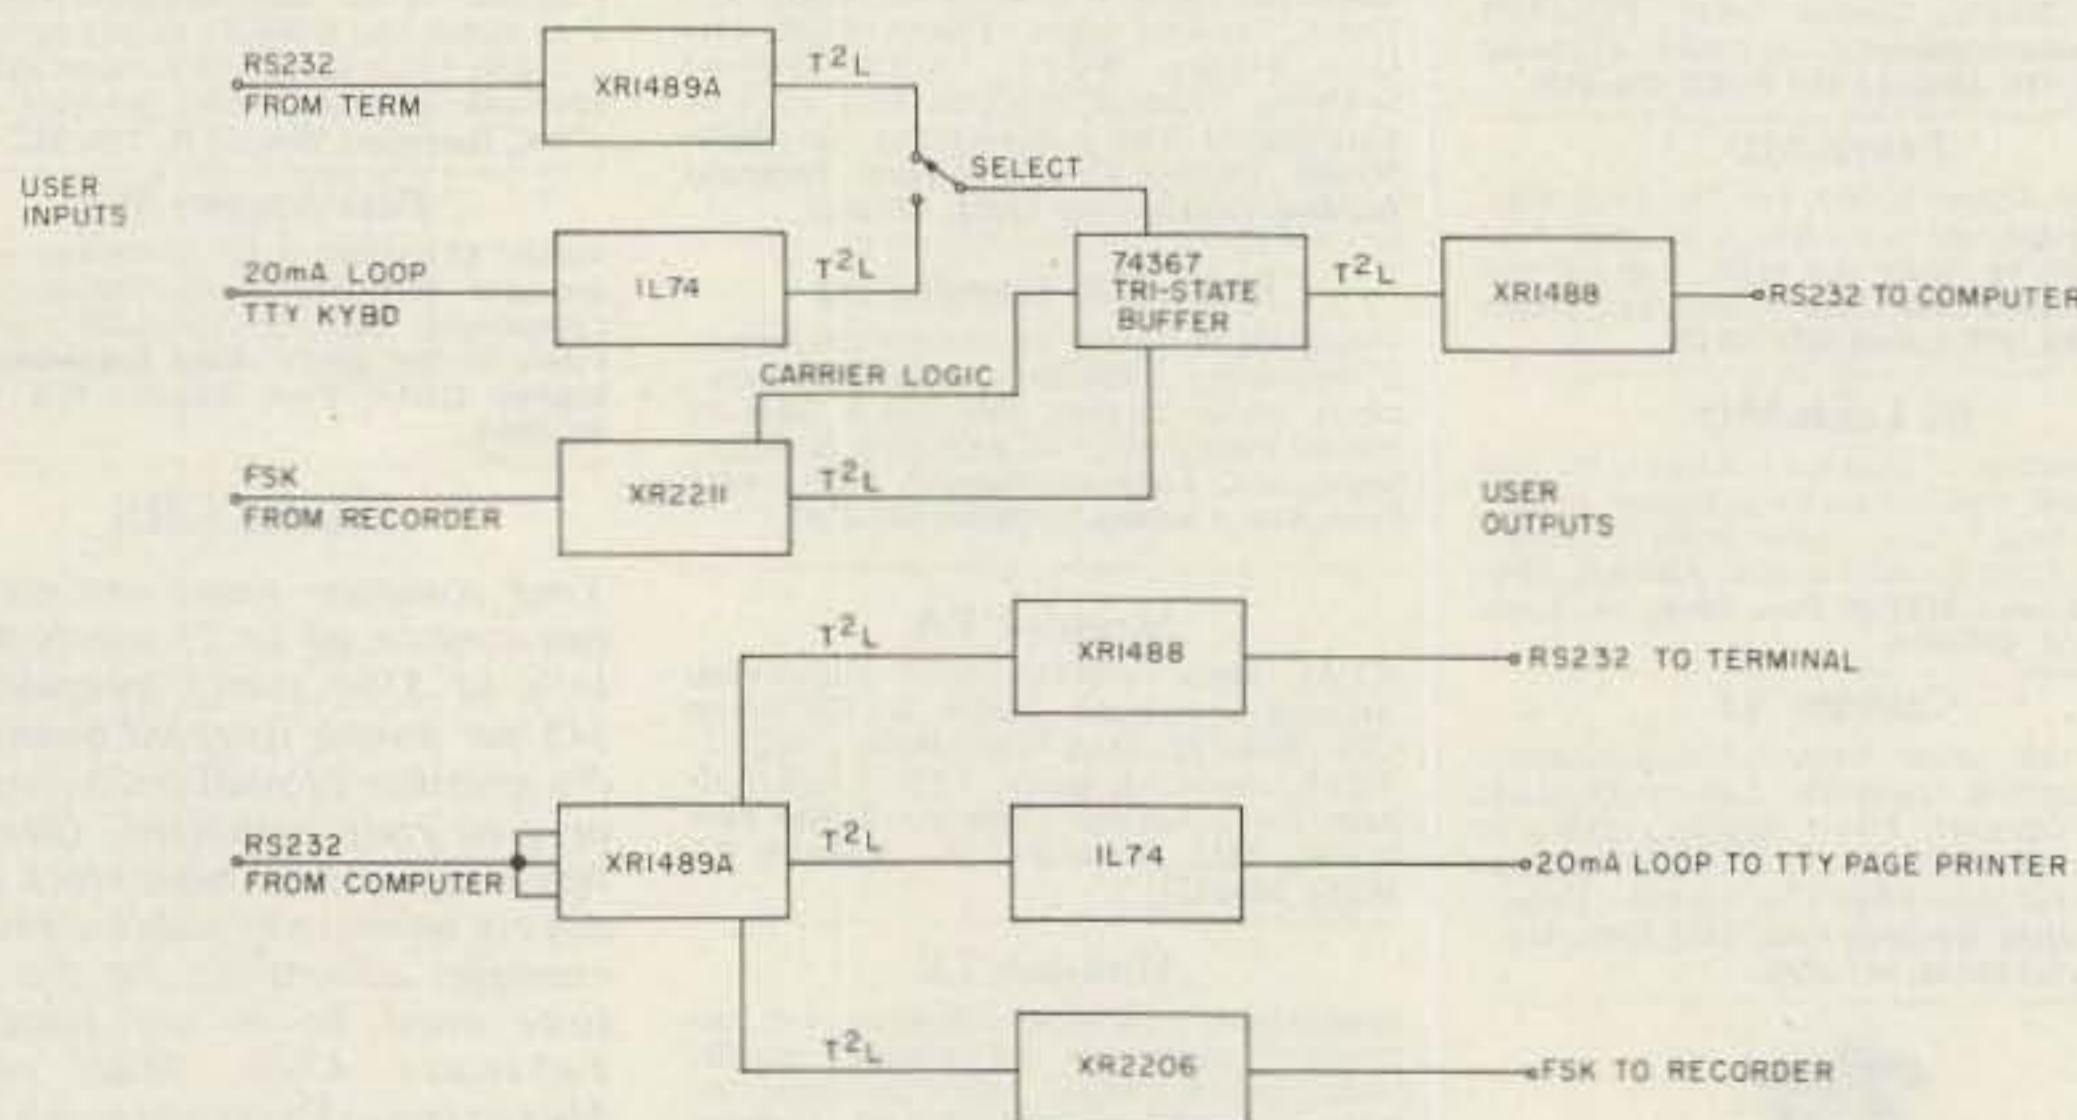 RS232
FROM TERM
XR1489A
T²L
SELECT
USER
INPUTS
20mA LOOP
TTY KYBD
IL74
T²L
74367
TRI-STATE
BUFFER
T²L
XR1488
RS232 TO COMPUTER
CARRIER LOGIC
FSK
FROM RECORDER
XR2211
T²L
USER
OUTPUTS
T²L
XR1488
RS232 TO TERMINAL
RS232
FROM COMPUTER
XR1489A
T²L
IL74
20mA LOOP TO TTY PAGE PRINTER
T²L
XR2206
FSK TO RECORDER